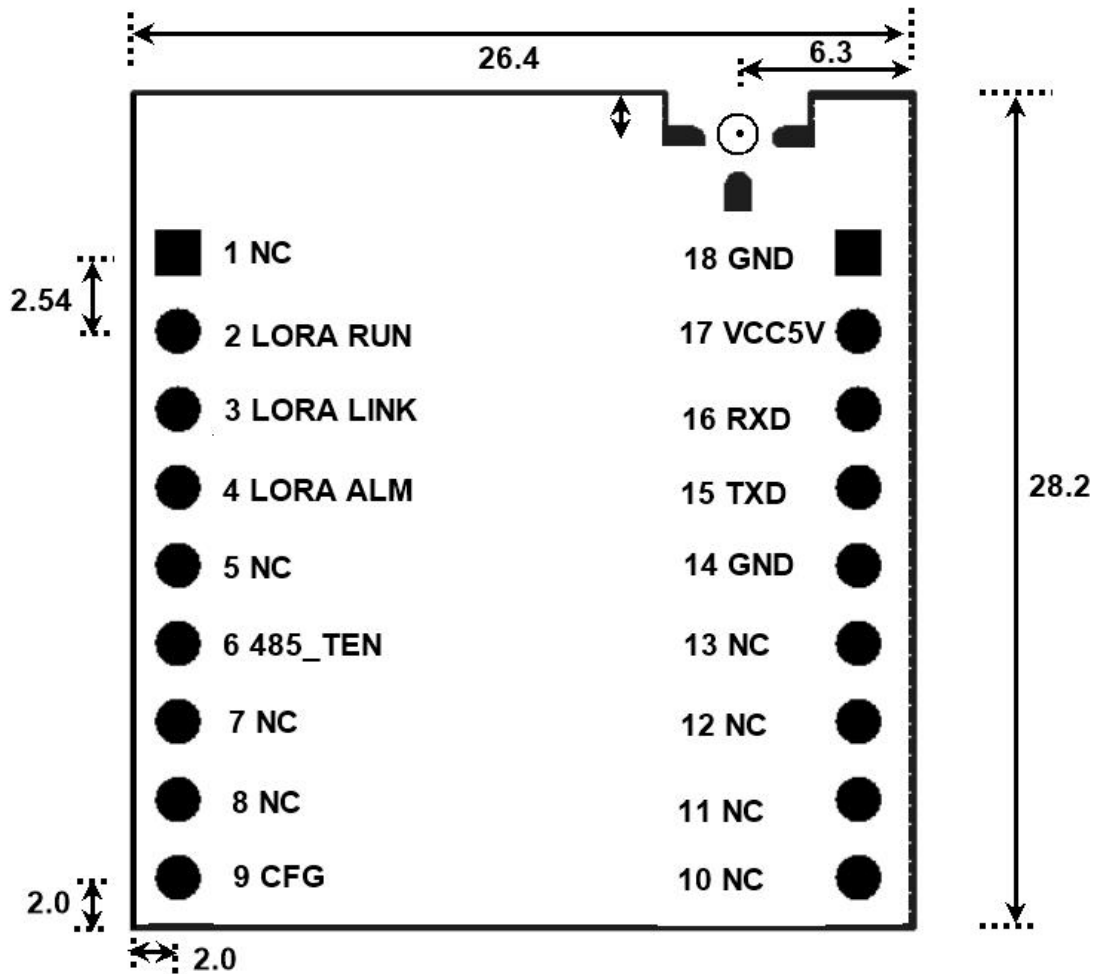 26.4
6.3
1 NC
18 GND
2.54
2 LORA RUN
17 VCC5V
3 LORA LINK
16 RXD
4 LORA ALM
15 TXD
28.2
5 NC
14 GND
6 485_TEN
13 NC
7 NC
12 NC
8 NC
11 NC
9 CFG
10 NC
2.0
2.0